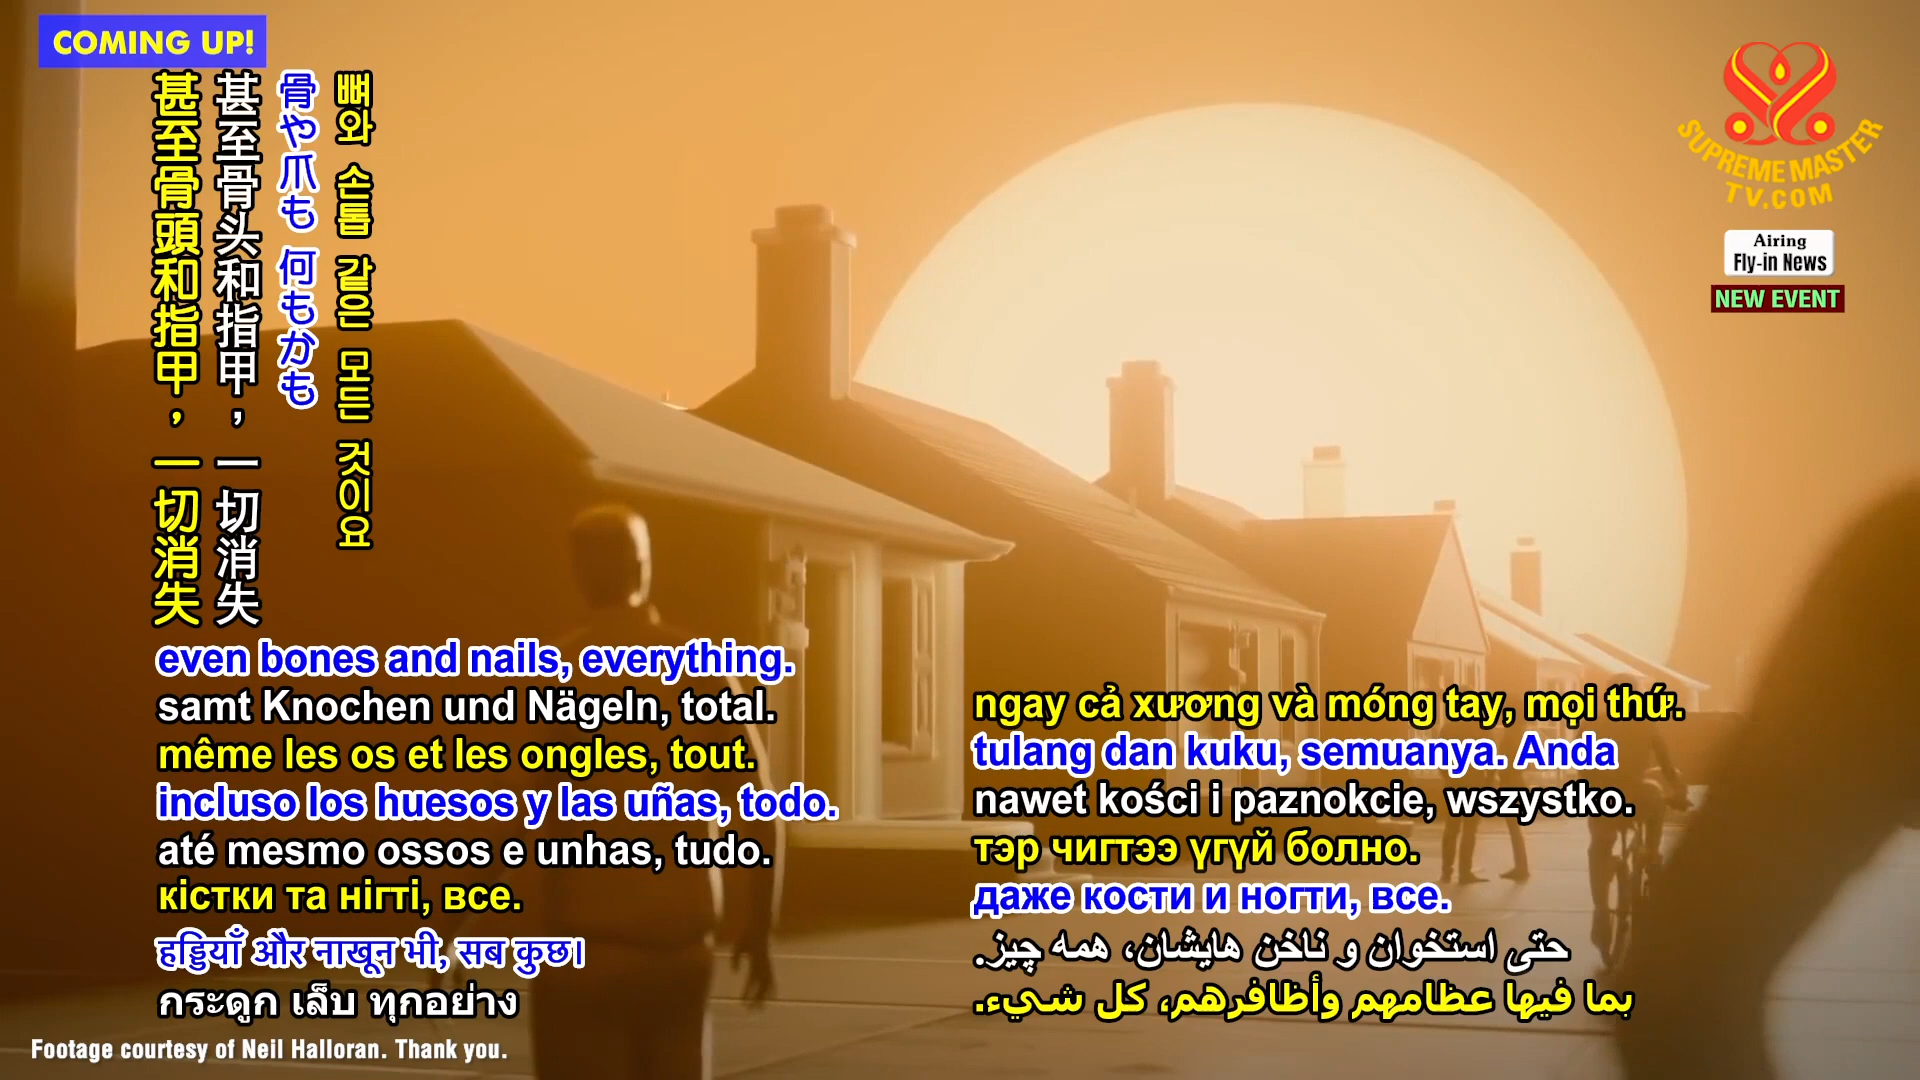 COMING UP!
SUPREME MASTER
TV.COM
Airing
Fly-in News
NEW EVENT
뼈와 손톱 같은 모든 것이요
骨や爪も 何もかも
甚至骨头和指甲，一切消失
甚至骨頭和指甲，一切消失
even bones and nails, everything.
samt Knochen und Nägeln, total.
même les os et les ongles, tout.
incluso los huesos y las uñas, todo.
até mesmo ossos e unhas, tudo.
кістки та нігті, все.
हड्डियाँ और नाखून भी, सब कुछ।
กระดูก เล็บ ทุกอย่าง
ngay cả xương và móng tay, mọi thứ.
tulang dan kuku, semuanya. Anda
nawet kości i paznokcie, wszystko.
тэр чигтээ үгүй болно.
даже кости и ногти, все.
حتی استخوان و ناخن هایشان، همه چیز.
بما فيها عظامهم وأظافرهم، كل شيء.
Footage courtesy of Neil Halloran. Thank you.